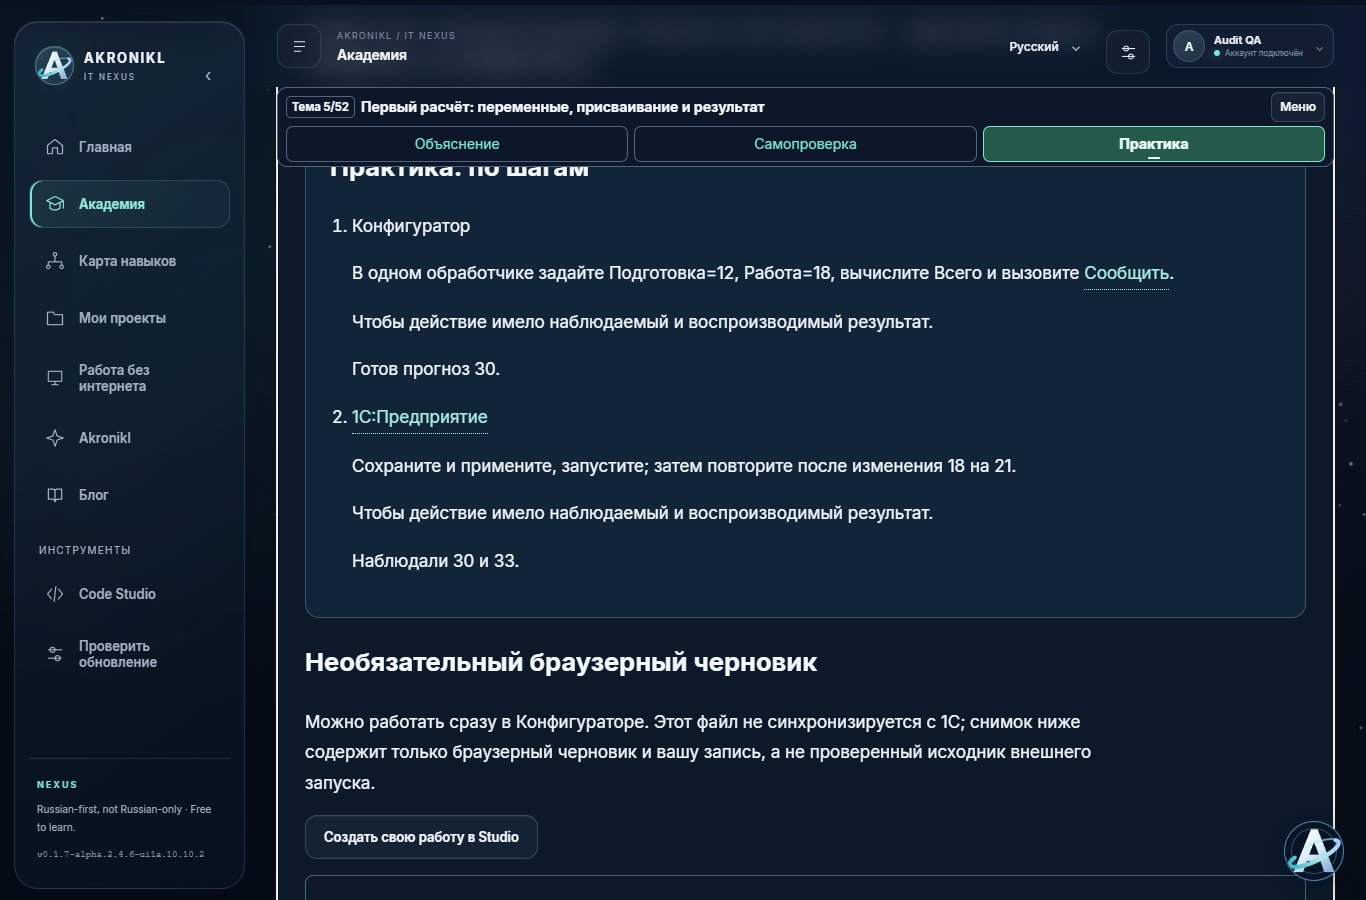 AKRONIKL
IT NEXUS
Главная
Академия
Карта навыков
Мои проекты
Работа без
интернета
Akronikl
Блог
ИНСТРУМЕНТЫ
Code Studio
Проверить
обновление
NEXUS
Russian-first, not Russian-only · Free
to learn.
v0.1.7-alpha.2.4.6-ui1a.10.10.2
AKRONIKL / IT NEXUS
Академия
Русский
A
Audit QA
Аккаунт подключён
Тема 5/52
Первый расчёт: переменные, присваивание и результат
Меню
Объяснение
Самопроверка
Практика
Практика: по шагам
1. Конфигуратор
В одном обработчике задайте Подготовка=12, Работа=18, вычислите Всего и вызовите Сообщить.
Чтобы действие имело наблюдаемый и воспроизводимый результат.
Готов прогноз 30.
2. 1С:Предприятие
Сохраните и примените, запустите; затем повторите после изменения 18 на 21.
Чтобы действие имело наблюдаемый и воспроизводимый результат.
Наблюдали 30 и 33.
Необязательный браузерный черновик
Можно работать сразу в Конфигураторе. Этот файл не синхронизируется с 1С; снимок ниже
содержит только браузерный черновик и вашу запись, а не проверенный исходник внешнего
запуска.
Создать свою работу в Studio